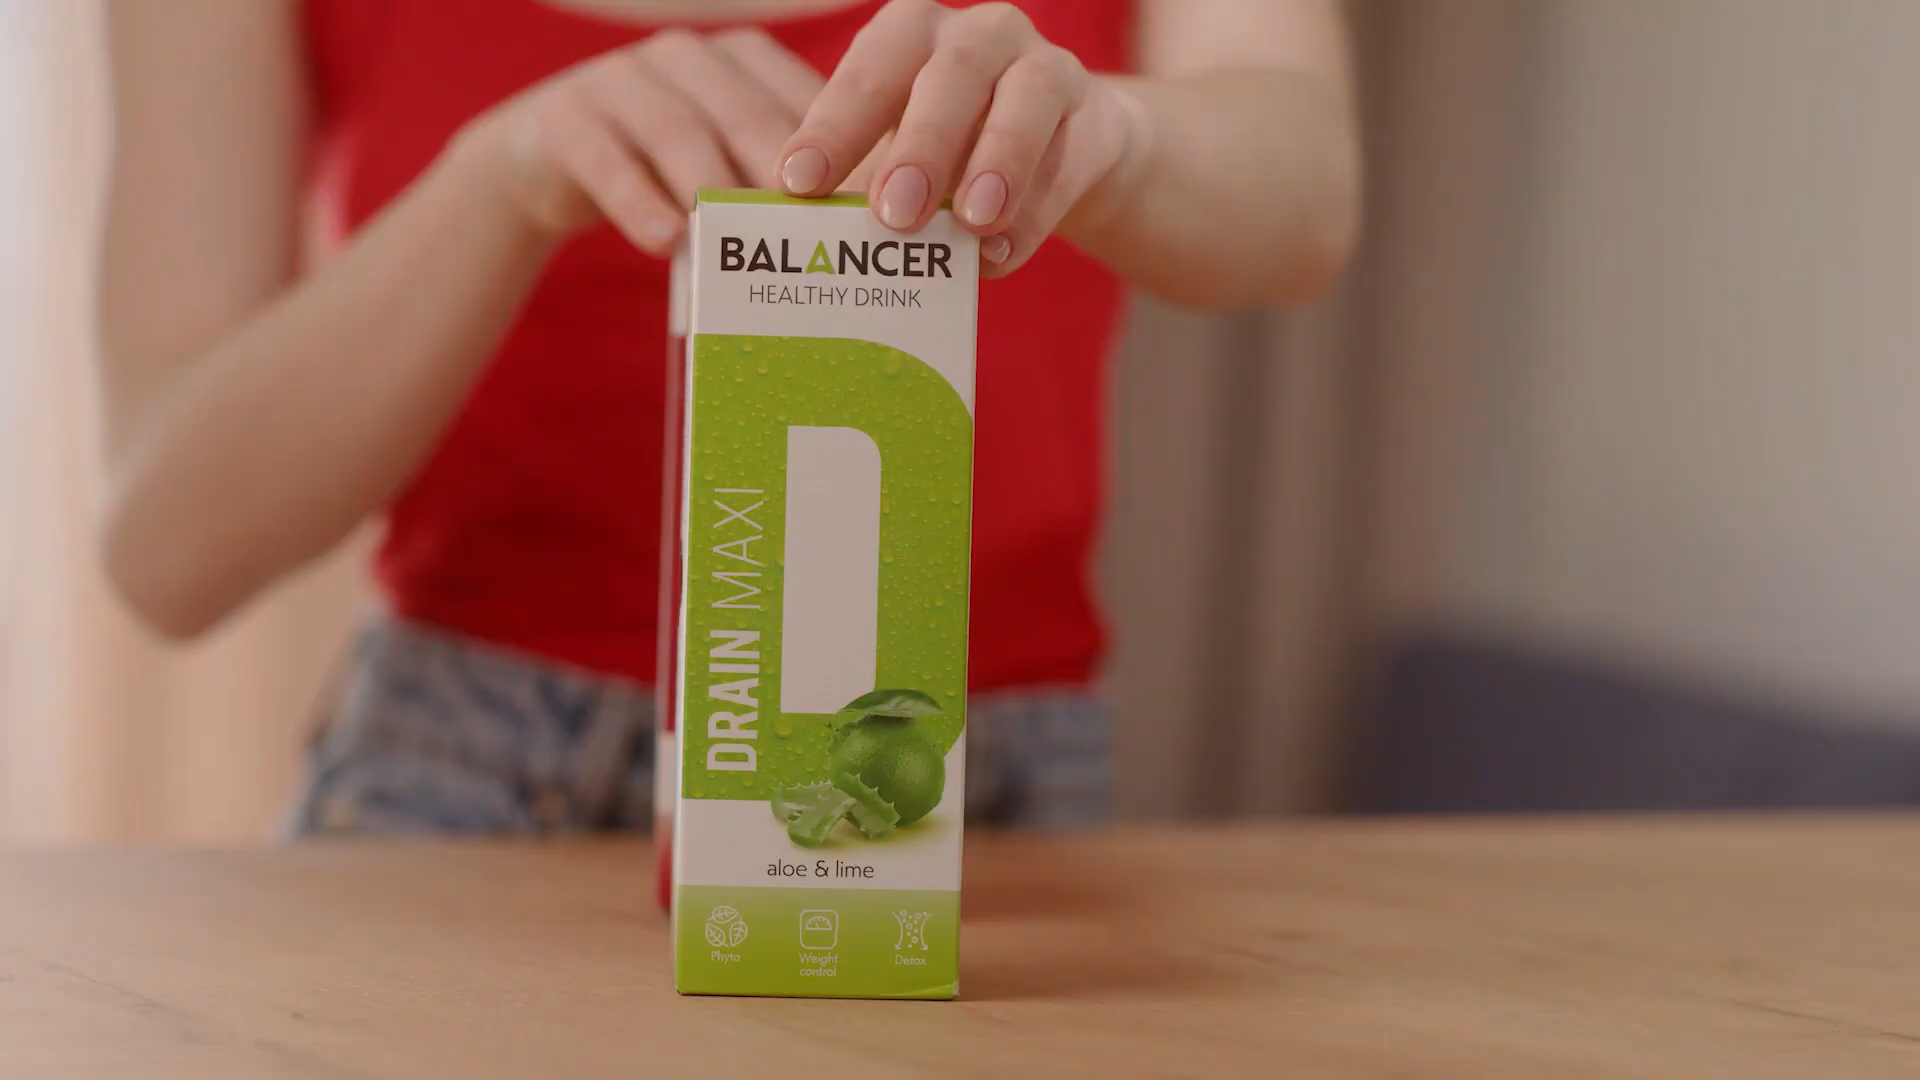 BALANCER
HEALTHY DRINK
DRAIN MAXI
aloe & lime
Phyto
Weight
control
Detox